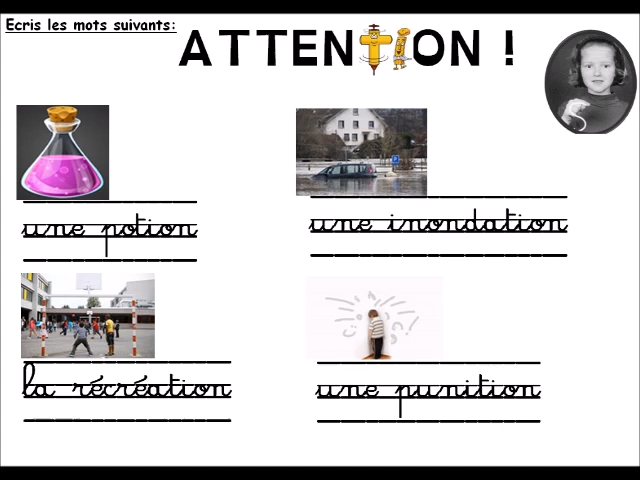 Ecris les mots suivants:
ATTENTION !
une potion
une inondation
la récréation
une punition